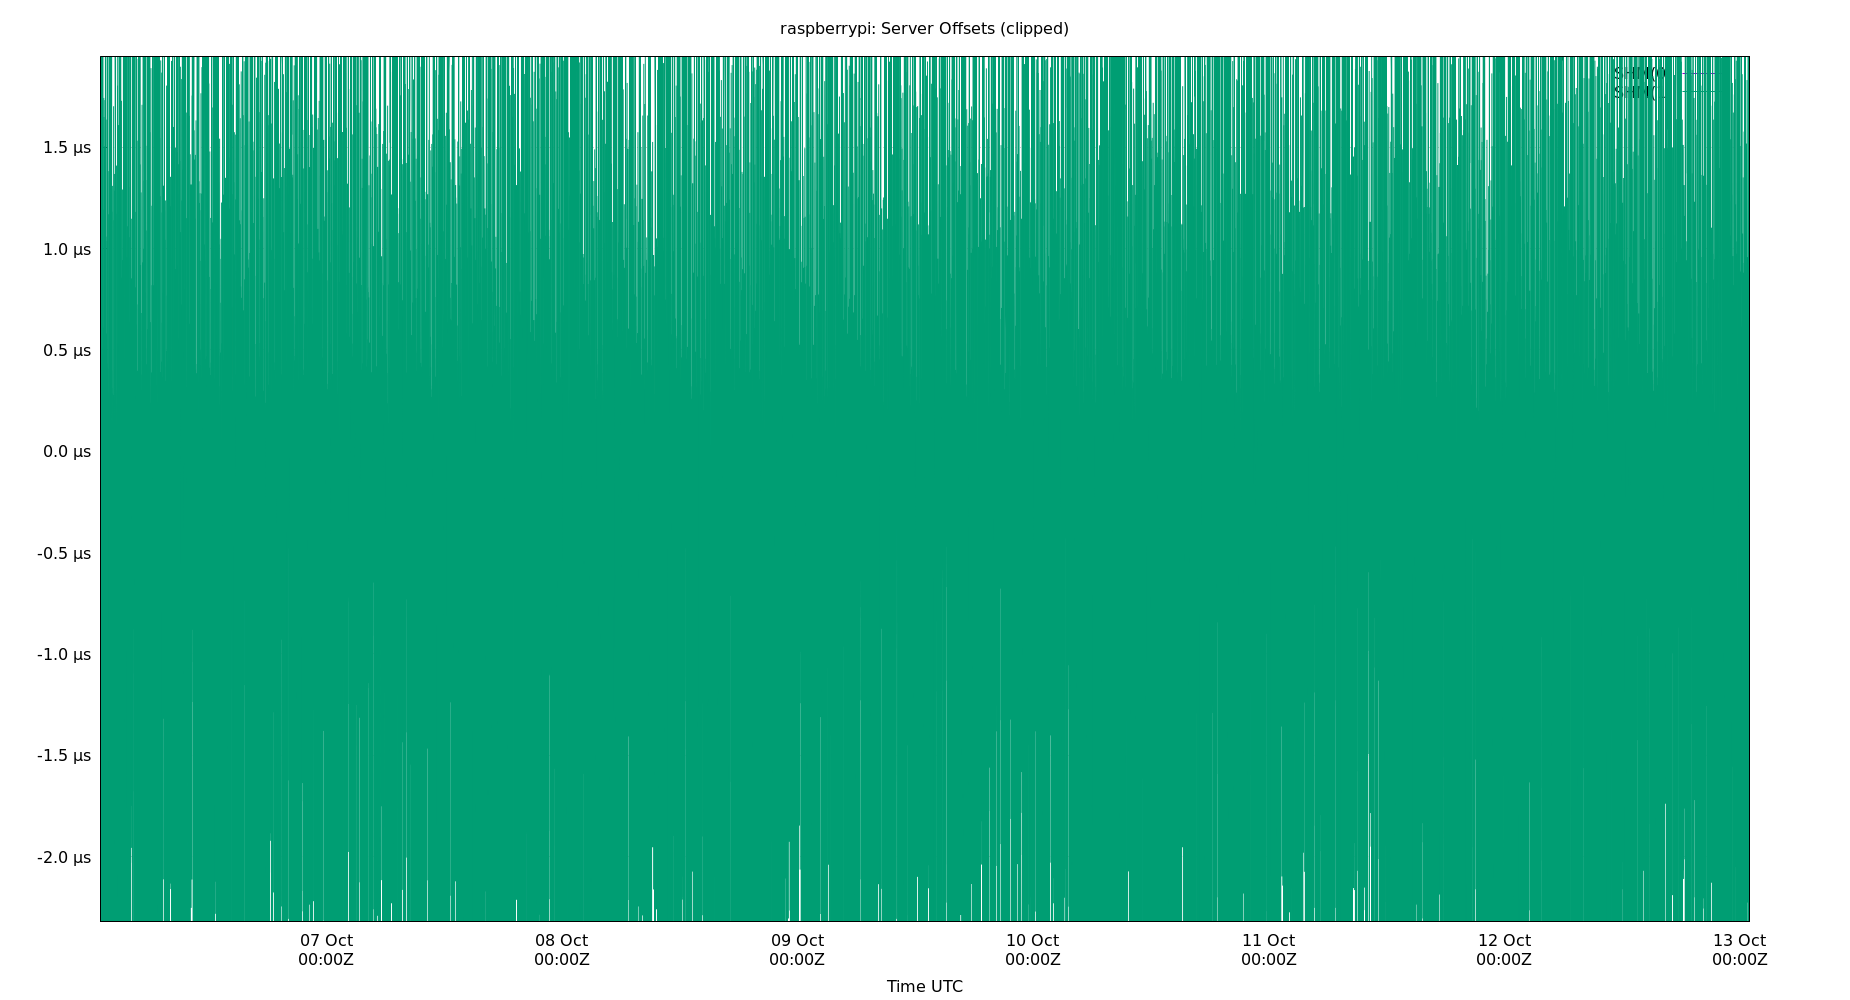 raspberrypi: Server Offsets (clipped)
1.5 µs
1.0 µs
0.5 µs
0.0 µs
-0.5 µs
-1.0 µs
-1.5 µs
-2.0 µs
07 Oct
00:00Z
08 Oct
00:00Z
09 Oct
00:00Z
10 Oct
00:00Z
11 Oct
00:00Z
12 Oct
00:00Z
13 Oct
00:00Z
Time UTC